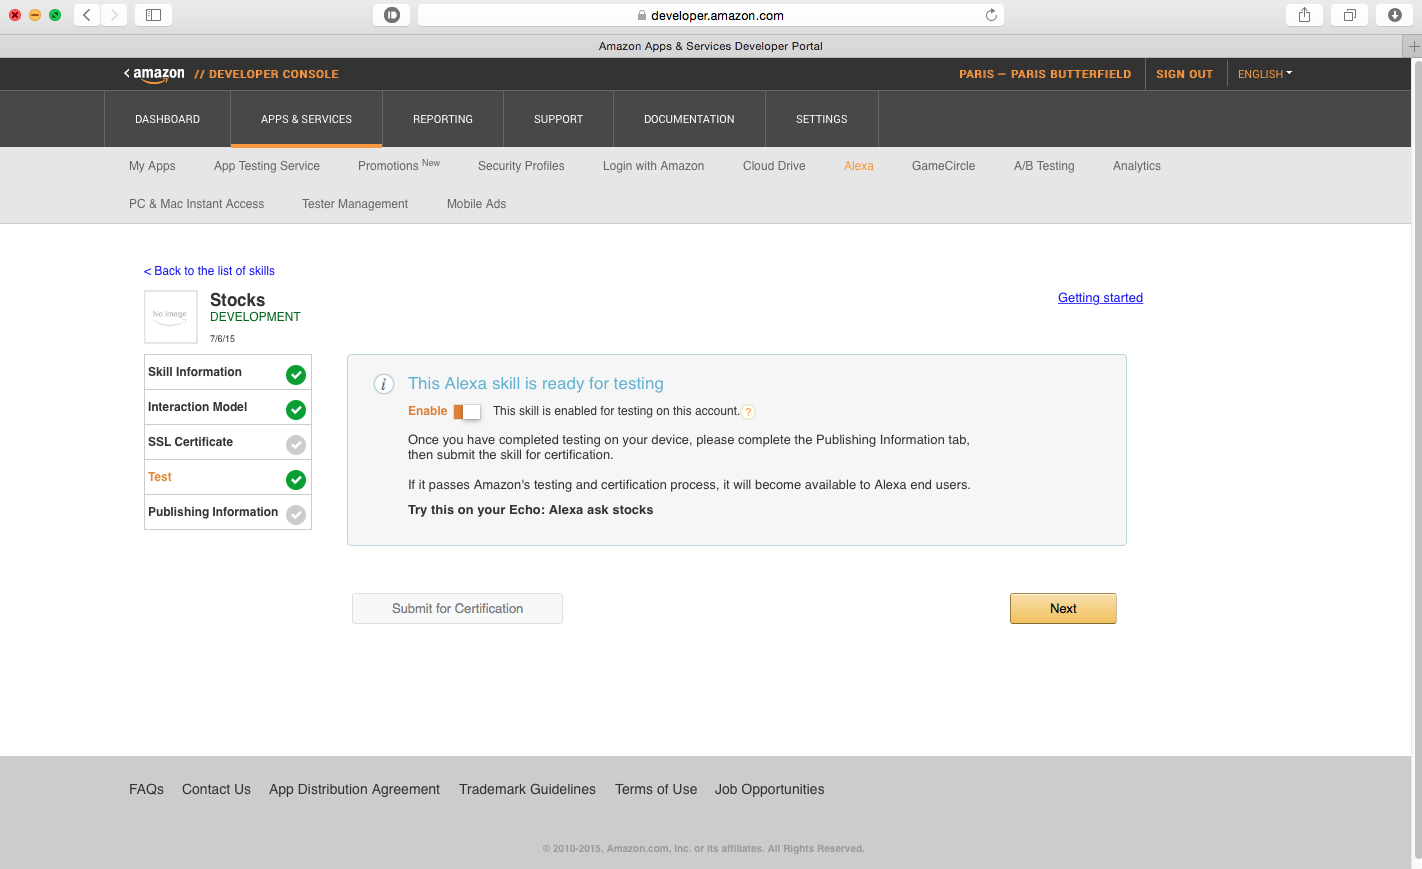 developer.amazon.com
Amazon Apps & Services Developer Portal
< amazon // DEVELOPER CONSOLE
PARIS – PARIS BUTTERFIELD SIGN OUT ENGLISH
DASHBOARD APPS & SERVICES REPORTING SUPPORT DOCUMENTATION SETTINGS
My Apps App Testing Service Promotions New Security Profiles Login with Amazon Cloud Drive Alexa GameCircle A/B Testing Analytics
PC & Mac Instant Access Tester Management Mobile Ads
< Back to the list of skills
No image
Stocks
DEVELOPMENT
7/6/15
Getting started
Skill Information
Interaction Model
SSL Certificate
Test
Publishing Information
i This Alexa skill is ready for testing
Enable This skill is enabled for testing on this account. ?
Once you have completed testing on your device, please complete the Publishing Information tab,
then submit the skill for certification.
If it passes Amazon's testing and certification process, it will become available to Alexa end users.
Try this on your Echo: Alexa ask stocks
Submit for Certification Next
FAQs Contact Us App Distribution Agreement Trademark Guidelines Terms of Use Job Opportunities
© 2010-2015, Amazon.com, Inc. or its affiliates. All Rights Reserved.